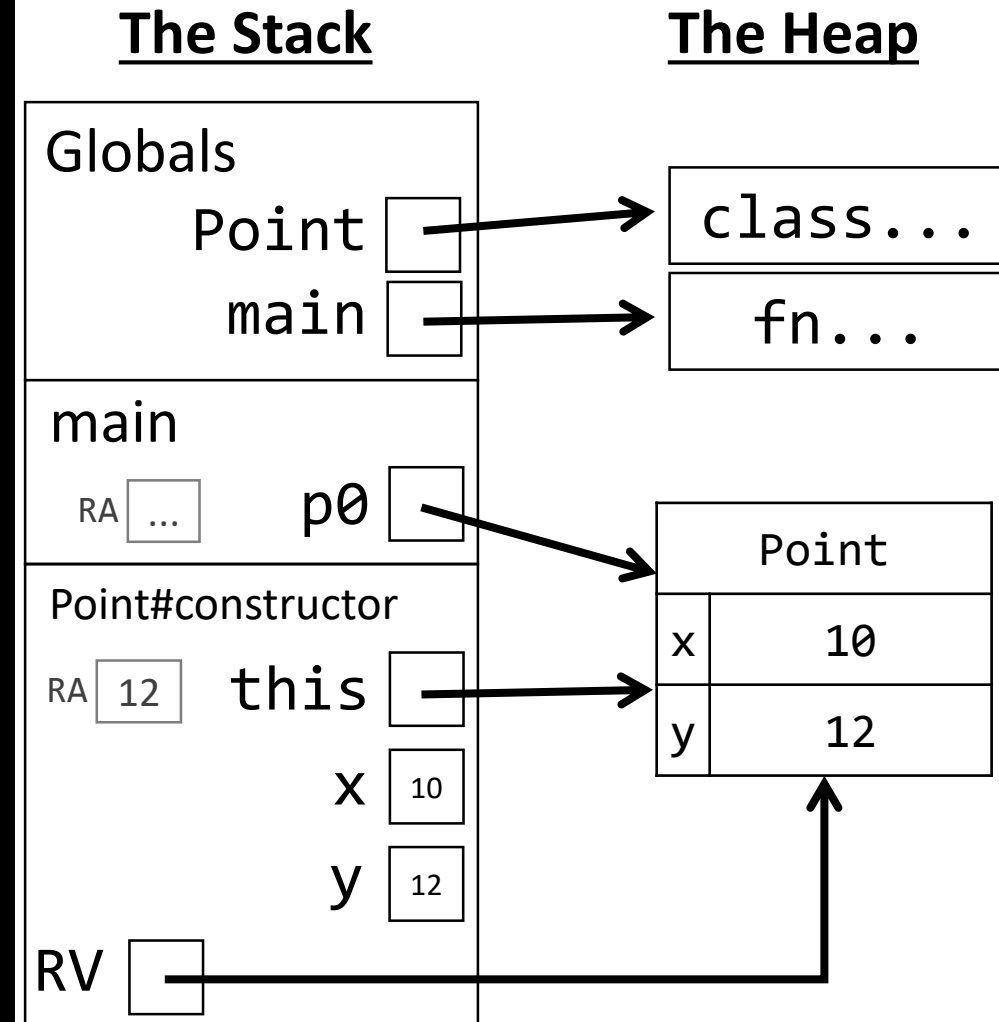 The Stack
The Heap
Globals
Point
class...
main
fn...
main
RA ... p0
Point
Point#constructor
x 10
RA 12 this
y 12
x 10
y 12
RV